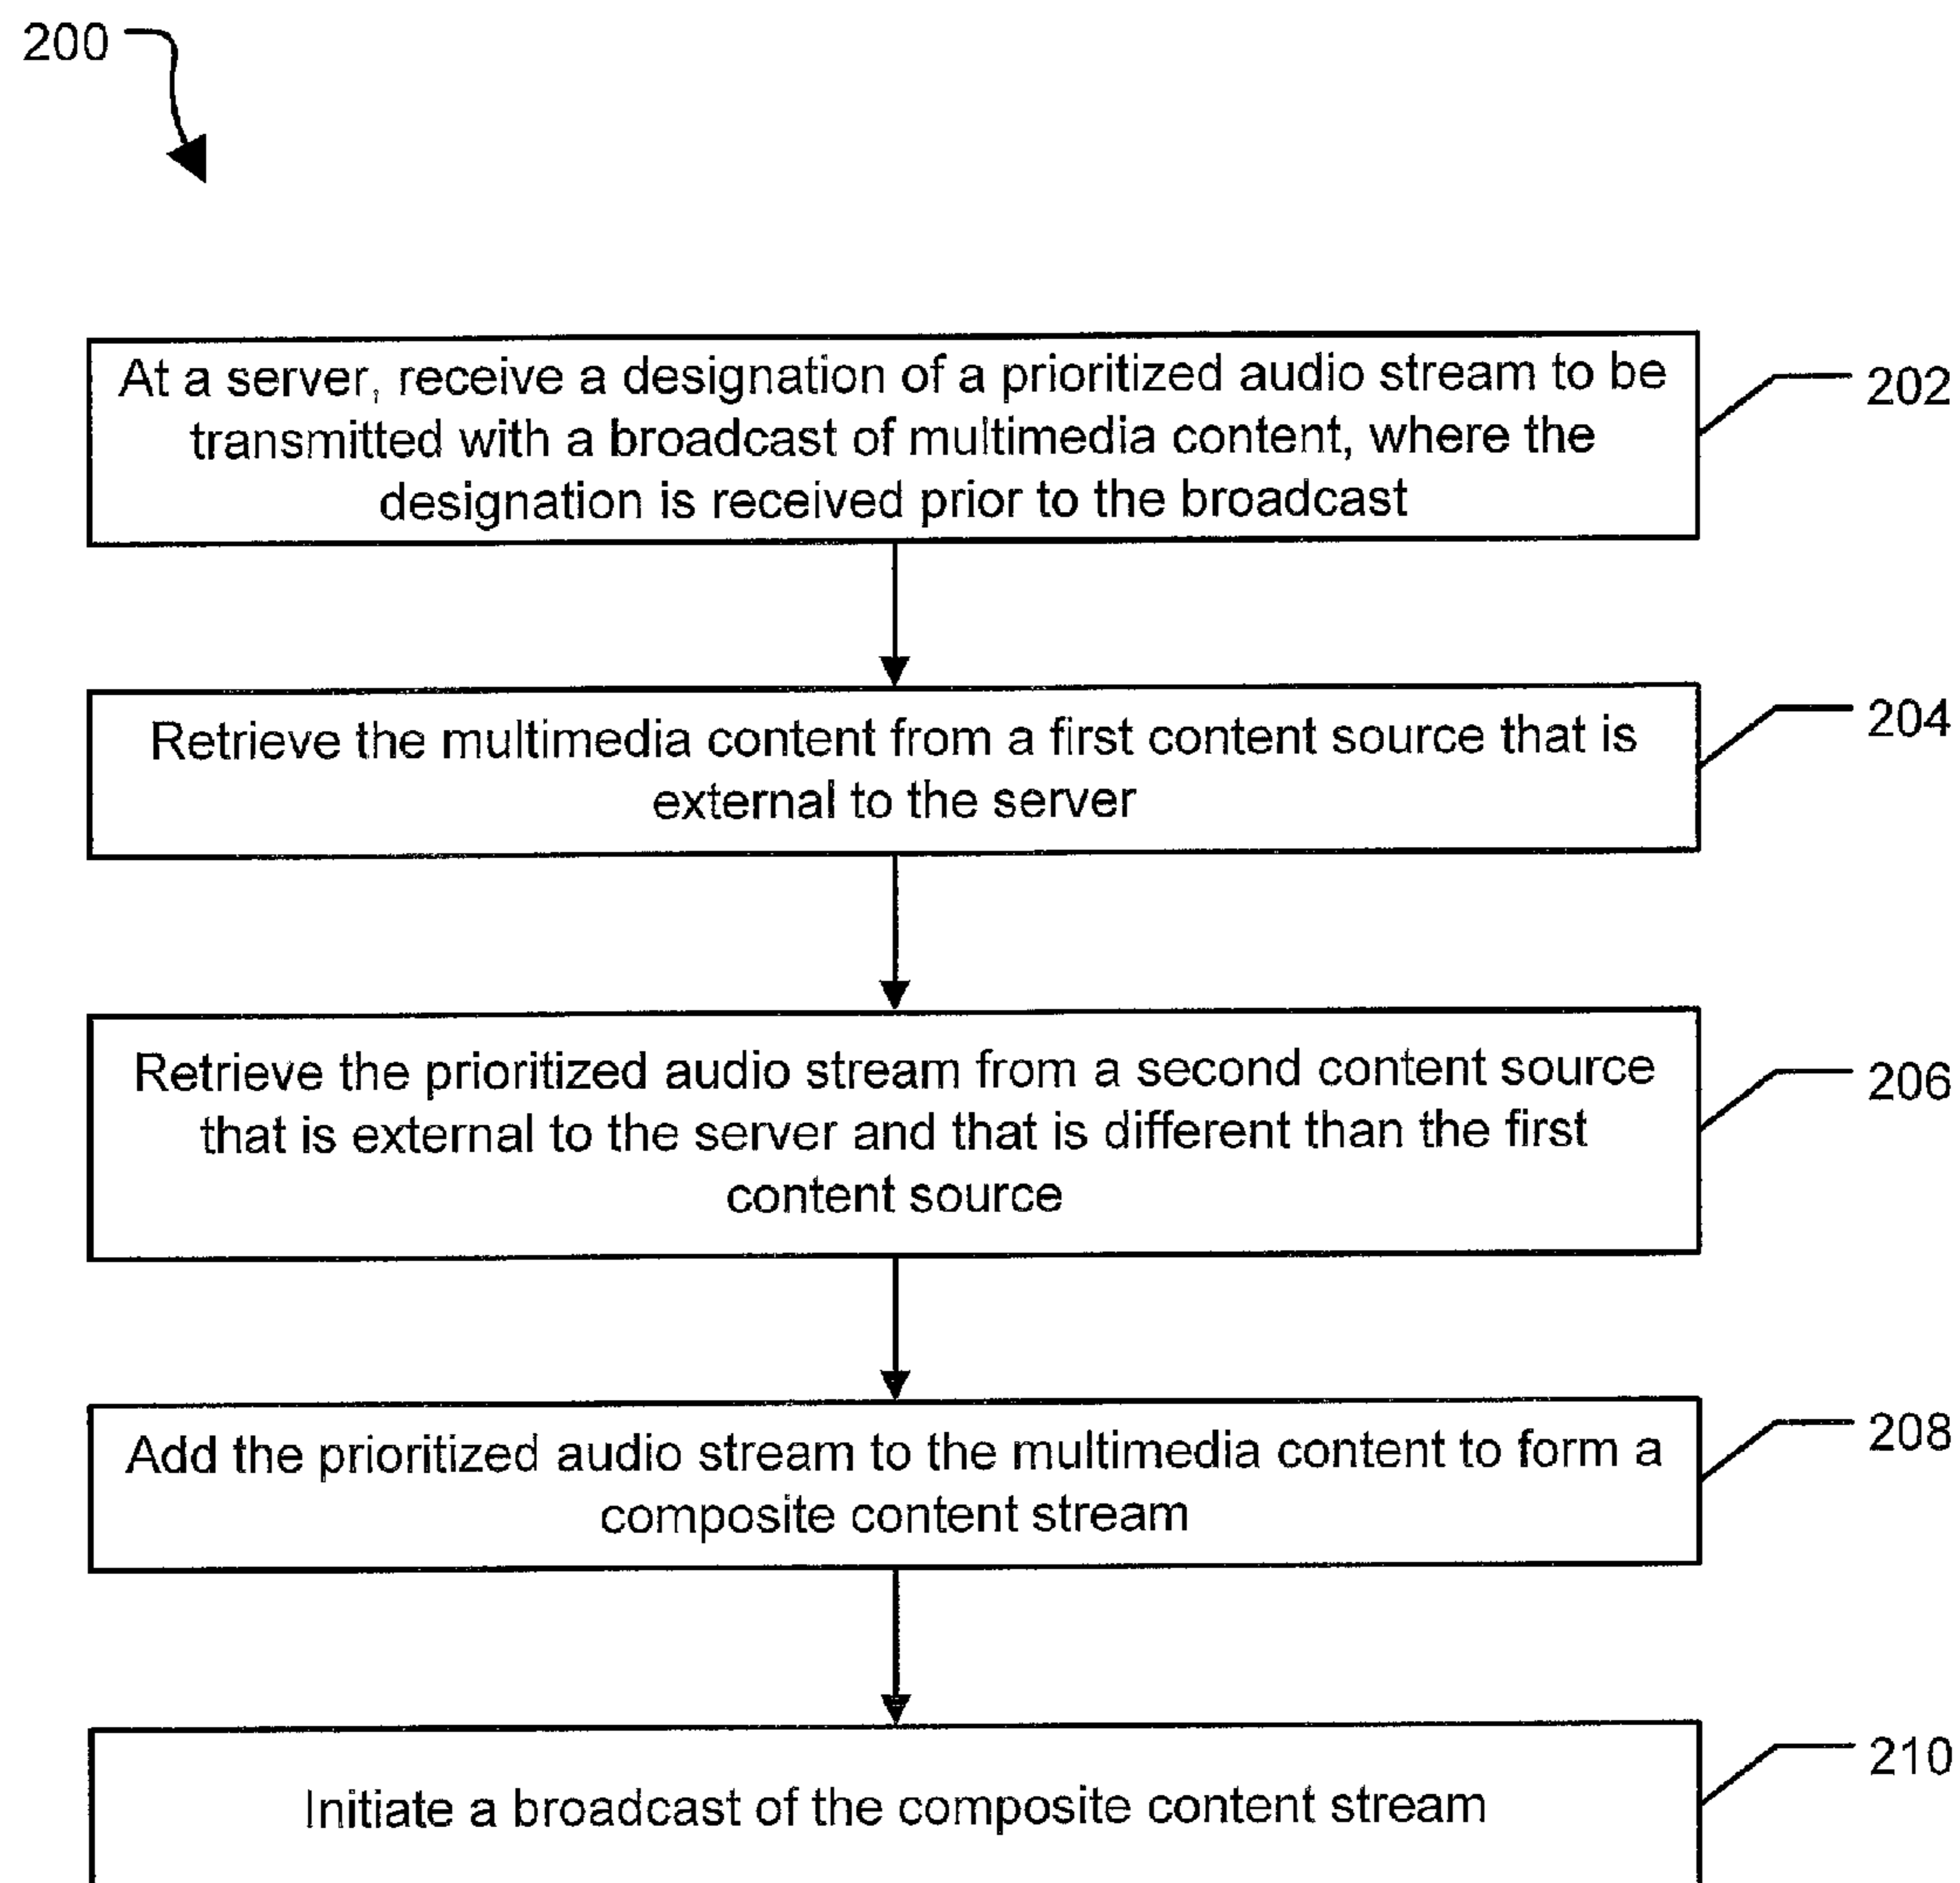 200
At a server, receive a designation of a prioritized audio stream to be
transmitted with a broadcast of multimedia content, where the
designation is received prior to the broadcast
202
Retrieve the multimedia content from a first content source that is
external to the server
204
Retrieve the prioritized audio stream from a second content source
that is external to the server and that is different than the first
content source
206
Add the prioritized audio stream to the multimedia content to form a
composite content stream
208
Initiate a broadcast of the composite content stream
210